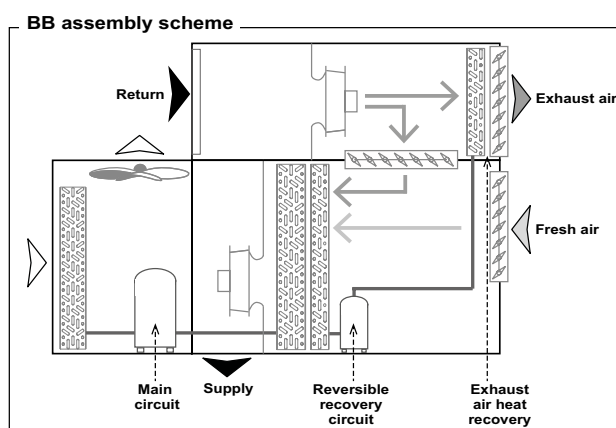 BB assembly scheme
Return
Exhaust air
Fresh air
Main
circuit
Supply
Reversible
recovery
circuit
Exhaust
air heat
recovery